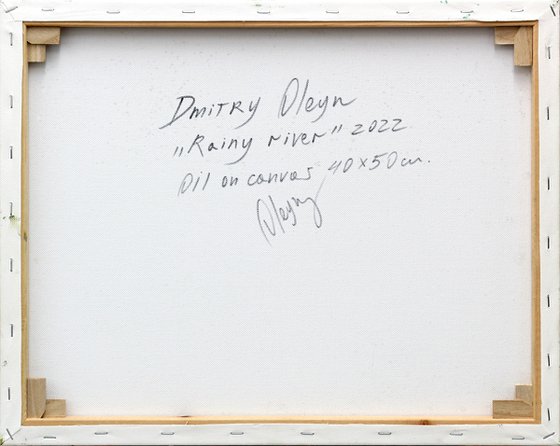 Dmitry Oleyn
„Rainy river" 2022
Oil on canvas 40x50cm.
Oleyn